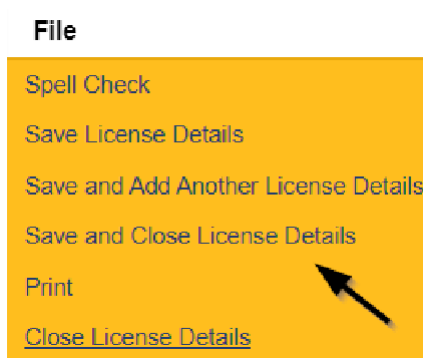 File
Spell Check
Save License Details
Save and Add Another License Details
Save and Close License Details
Print
Close License Details